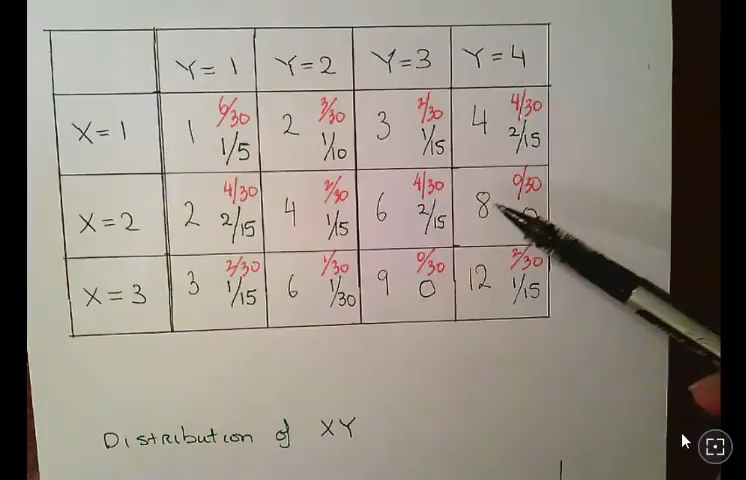 Y=1 Y=2 Y=3 Y=4
6/30 3/30 2/30 4/30
X=1 1 1/5 2 1/10 3 1/15 4 2/15
4/30 2/30 4/30 0/30
X=2 2 2/15 4 1/15 6 2/15 8
2/30 1/30 0/30 2/30
X=3 3 1/15 6 1/30 9 0 12 1/15
Distribution of XY